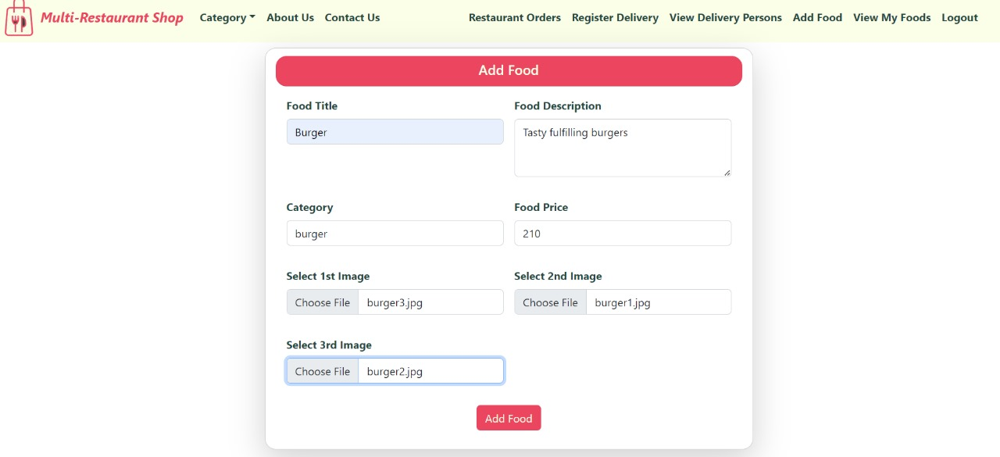 Multi-Restaurant Shop Category About Us Contact Us Restaurant Orders Register Delivery View Delivery Persons Add Food View My Foods Logout
Add Food
Food Title Food Description
Burger Tasty fulfilling burgers
Category Food Price
burger 210
Select 1st Image Select 2nd Image
Choose File burger3.jpg Choose File burger1.jpg
Select 3rd Image
Choose File burger2.jpg
Add Food